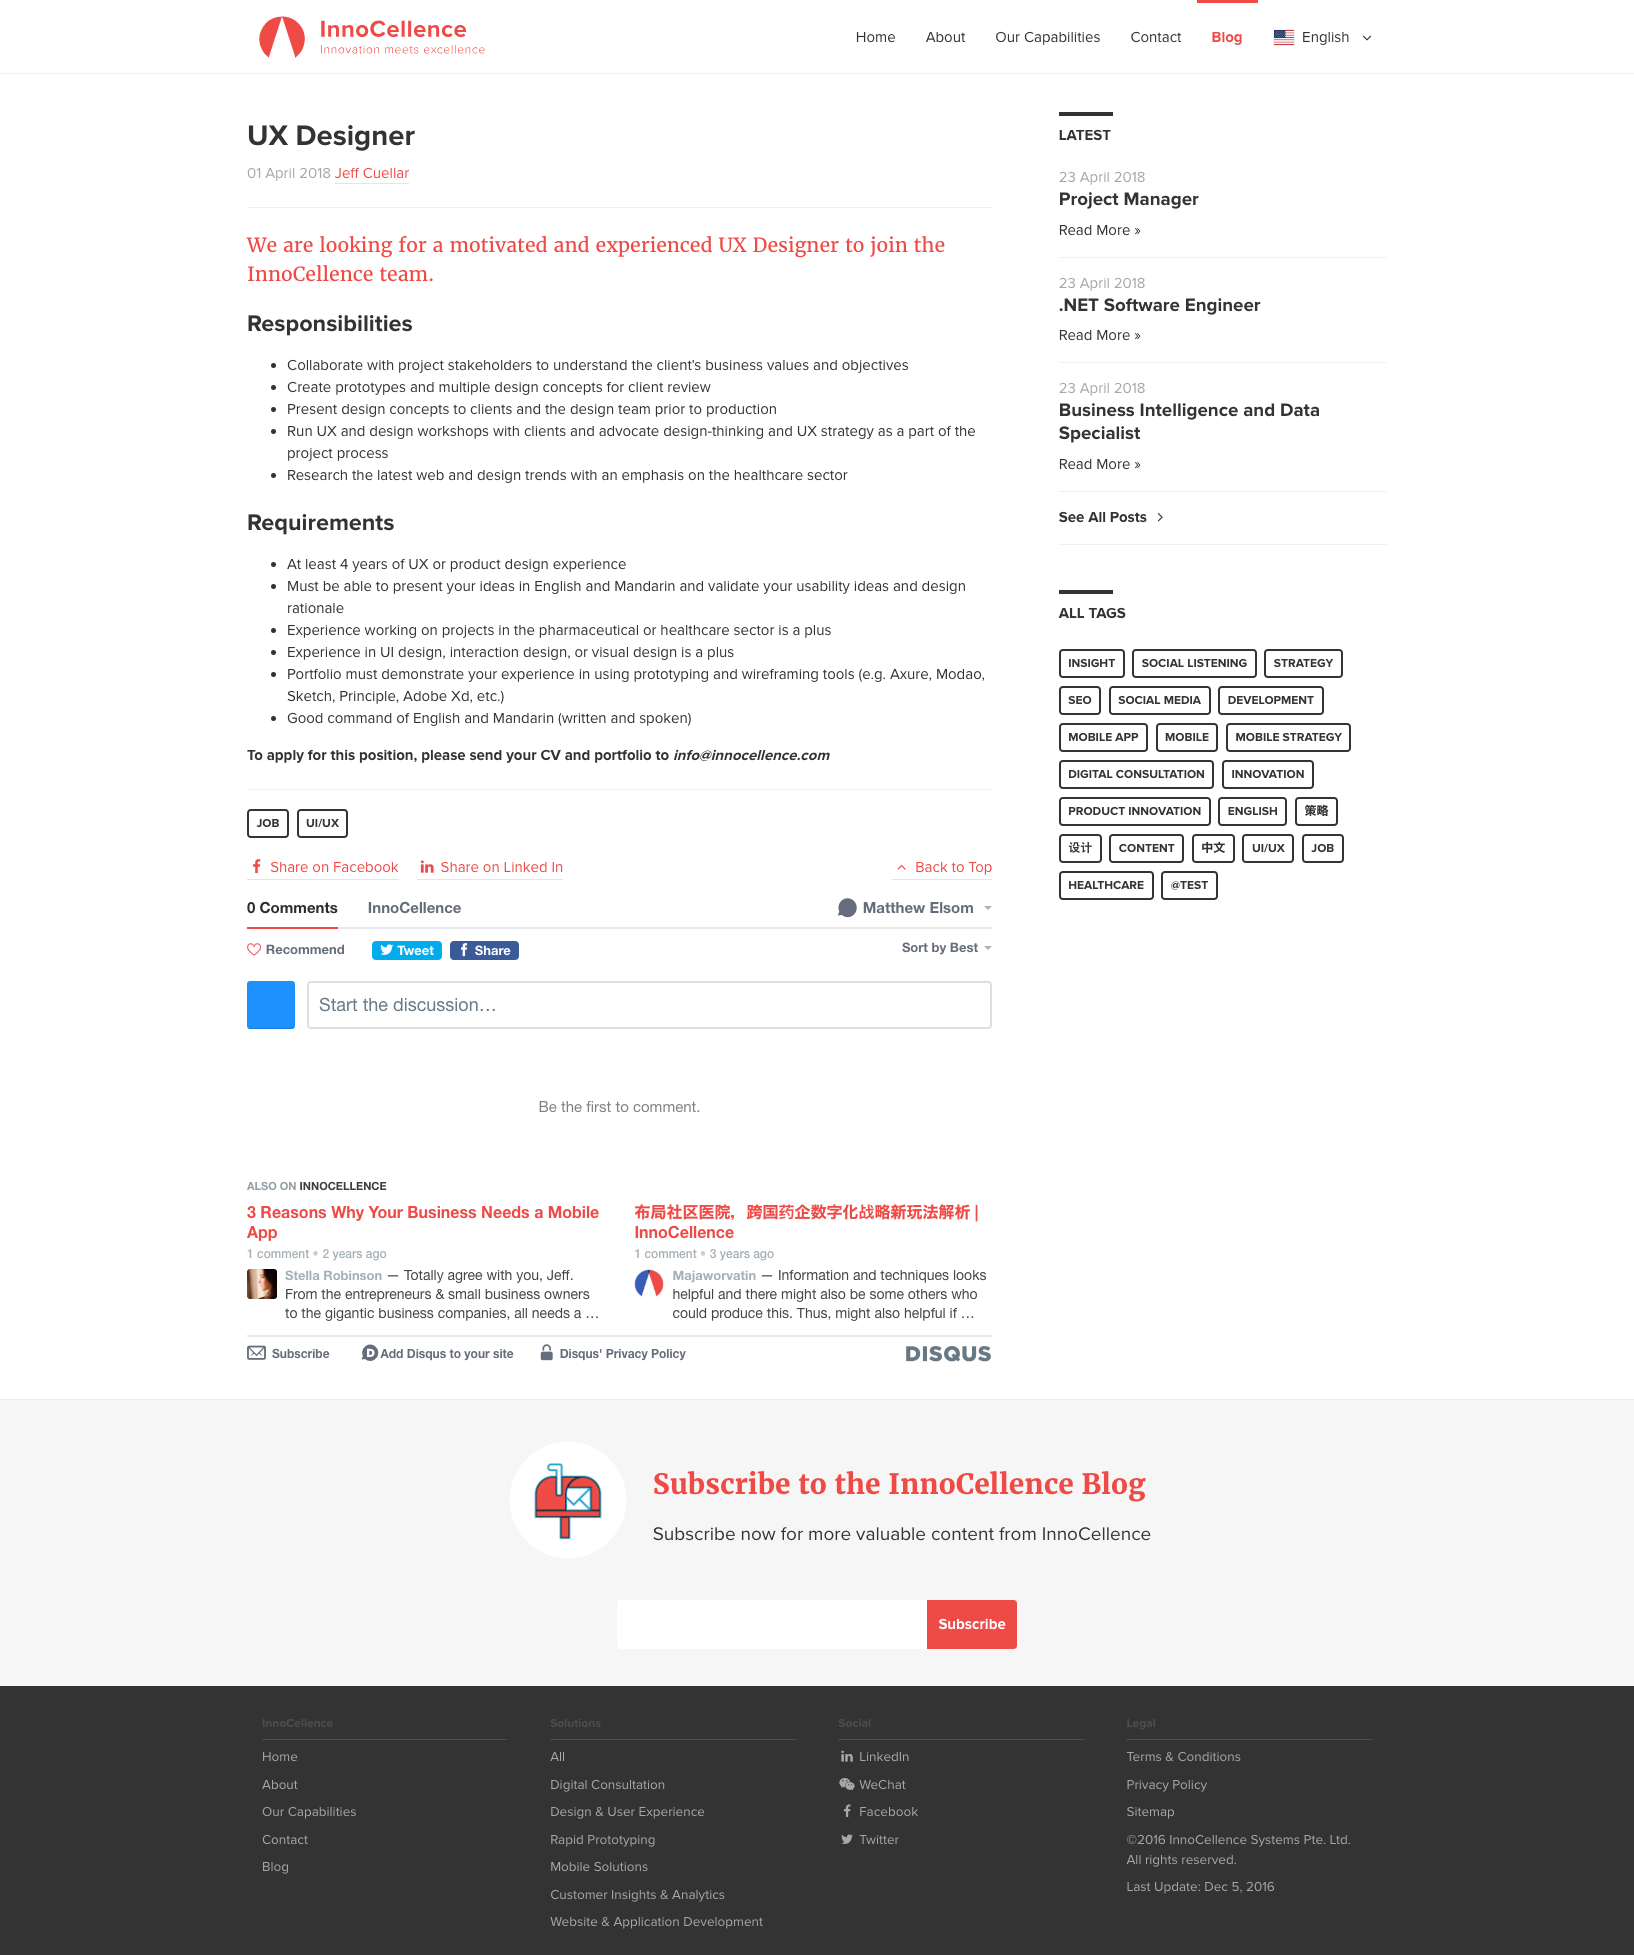 InnoCellence
Innovation meets excellence
Home About Our Capabilities Contact Blog English
UX Designer
01 April 2018 Jeff Cuellar
We are looking for a motivated and experienced UX Designer to join the
InnoCellence team.
Responsibilities
Collaborate with project stakeholders to understand the client's business values and objectives
Create prototypes and multiple design concepts for client review
Present design concepts to clients and the design team prior to production
Run UX and design workshops with clients and advocate design-thinking and UX strategy as a part of the
project process
Research the latest web and design trends with an emphasis on the healthcare sector
Requirements
At least 4 years of UX or product design experience
Must be able to present your ideas in English and Mandarin and validate your usability ideas and design
rationale
Experience working on projects in the pharmaceutical or healthcare sector is a plus
Experience in UI design, interaction design, or visual design is a plus
Portfolio must demonstrate your experience in using prototyping and wireframing tools (e.g. Axure, Modao,
Sketch, Principle, Adobe Xd, etc.)
Good command of English and Mandarin (written and spoken)
To apply for this position, please send your CV and portfolio to info@innocellence.com
JOB UI/UX
Share on Facebook Share on Linked In Back to Top
0 Comments InnoCellence Matthew Elsom
Recommend Tweet Share Sort by Best
Start the discussion…
Be the first to comment.
ALSO ON INNOCELLENCE
3 Reasons Why Your Business Needs a Mobile
App
1 comment • 2 years ago
Stella Robinson — Totally agree with you, Jeff.
From the entrepreneurs & small business owners
to the gigantic business companies, all needs a …
布局社区医院，跨国药企数字化战略新玩法解析 |
InnoCellence
1 comment • 3 years ago
Majaworvatin — Information and techniques looks
helpful and there might also be some others who
could produce this. Thus, might also helpful if …
Subscribe Add Disqus to your site Disqus' Privacy Policy DISQUS
LATEST
23 April 2018
Project Manager
Read More »
23 April 2018
.NET Software Engineer
Read More »
23 April 2018
Business Intelligence and Data
Specialist
Read More »
See All Posts
ALL TAGS
INSIGHT SOCIAL LISTENING STRATEGY
SEO SOCIAL MEDIA DEVELOPMENT
MOBILE APP MOBILE MOBILE STRATEGY
DIGITAL CONSULTATION INNOVATION
PRODUCT INNOVATION ENGLISH 策略
设计 CONTENT 中文 UI/UX JOB
HEALTHCARE @TEST
Subscribe to the InnoCellence Blog
Subscribe now for more valuable content from InnoCellence
Subscribe
InnoCellence
Home
About
Our Capabilities
Contact
Blog
Solutions
All
Digital Consultation
Design & User Experience
Rapid Prototyping
Mobile Solutions
Customer Insights & Analytics
Website & Application Development
Social
LinkedIn
WeChat
Facebook
Twitter
Legal
Terms & Conditions
Privacy Policy
Sitemap
©2016 InnoCellence Systems Pte. Ltd.
All rights reserved.
Last Update: Dec 5, 2016